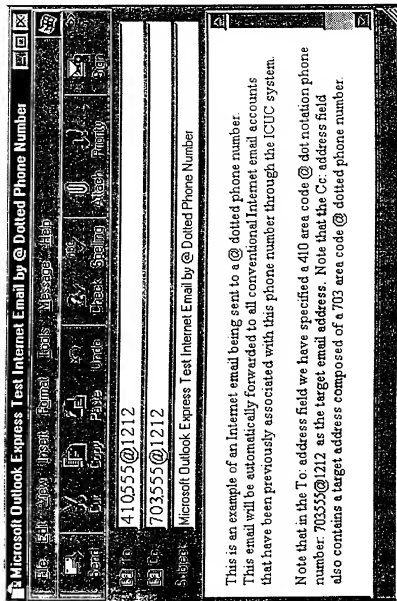 Microsoft Outlook Express Test Internet Email by @ Dotted Phone Number
File Edit View Insert Format Tools Message Help
Send Cut Copy Paste Undo Check Spelling Attach Priority Sign
To: 410555@1212
Cc: 703555@1212
Subject: Microsoft Outlook Express Test Internet Email by @ Dotted Phone Number
This is an example of an Internet email being sent to a @ dotted phone number.
This email will be automatically forwarded to all conventional Internet email accounts
that have been previously associated with this phone number through the ICUC system.
Note that in the To: address field we have specified a 410 area code @ dot notation phone
number: 703555@1212 as the target email address. Note that the Cc: address field
also contains a target address composed of a 703 area code @ dotted phone number.